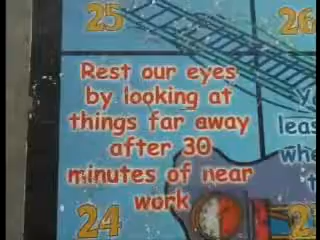 25
26
Rest our eyes
by looking at
things far away
after 30
minutes of near
work
24